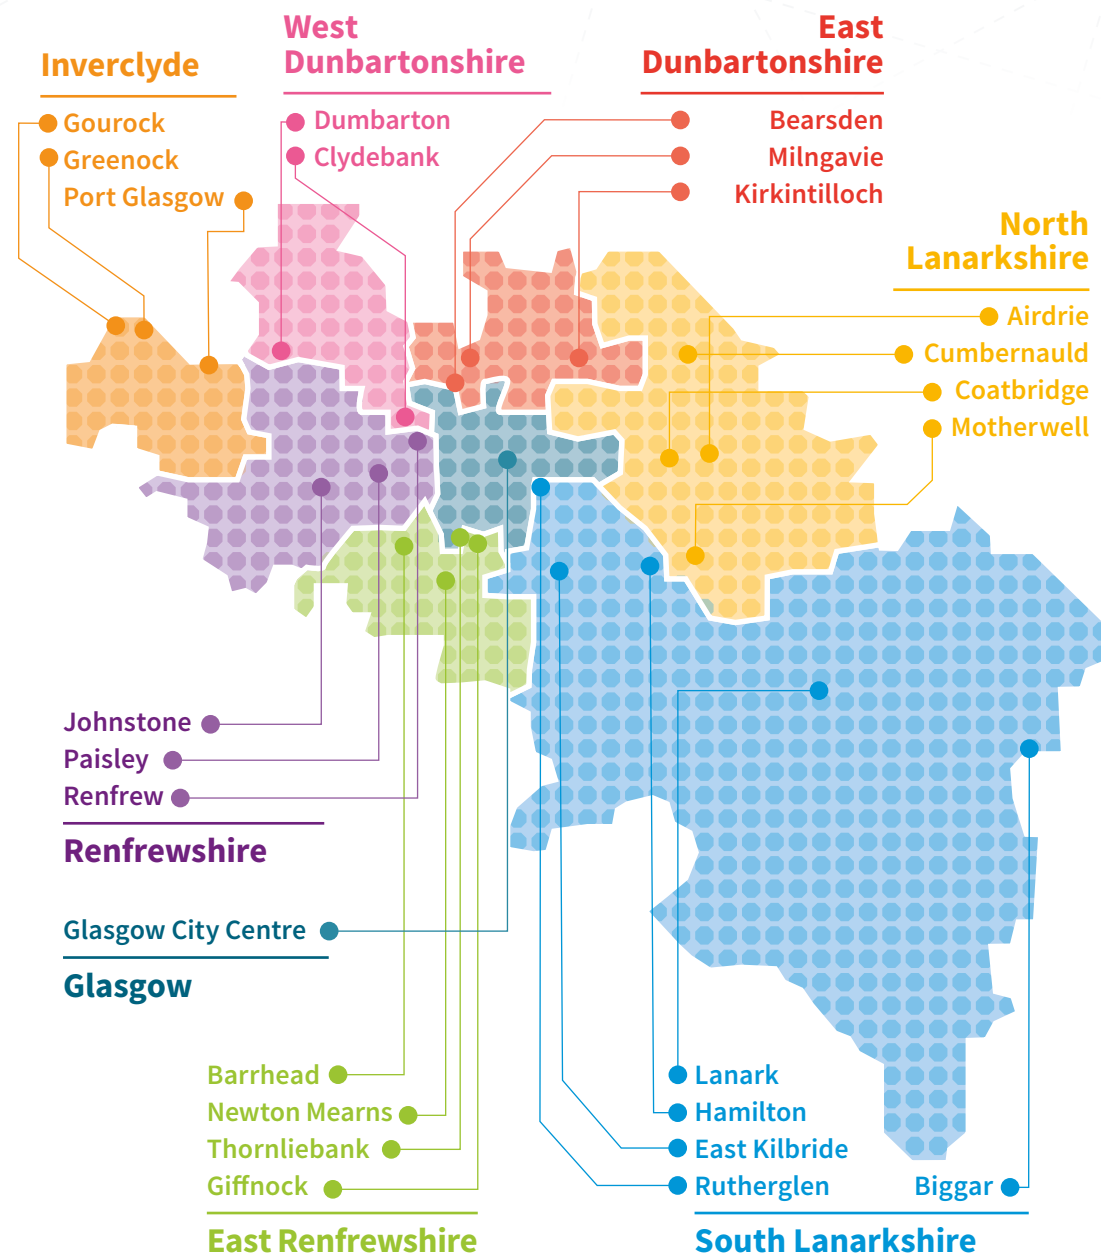 Inverclyde
Gourock
Greenock
Port Glasgow
West
Dunbartonshire
Dumbarton
Clydebank
East
Dunbartonshire
Bearsden
Milngavie
Kirkintilloch
North
Lanarkshire
Airdrie
Cumbernauld
Coatbridge
Motherwell
Johnstone
Paisley
Renfrew
Renfrewshire
Glasgow City Centre
Glasgow
Barrhead
Newton Mearns
Thornliebank
Giffnock
East Renfrewshire
Lanark
Hamilton
East Kilbride
Rutherglen
Biggar
South Lanarkshire